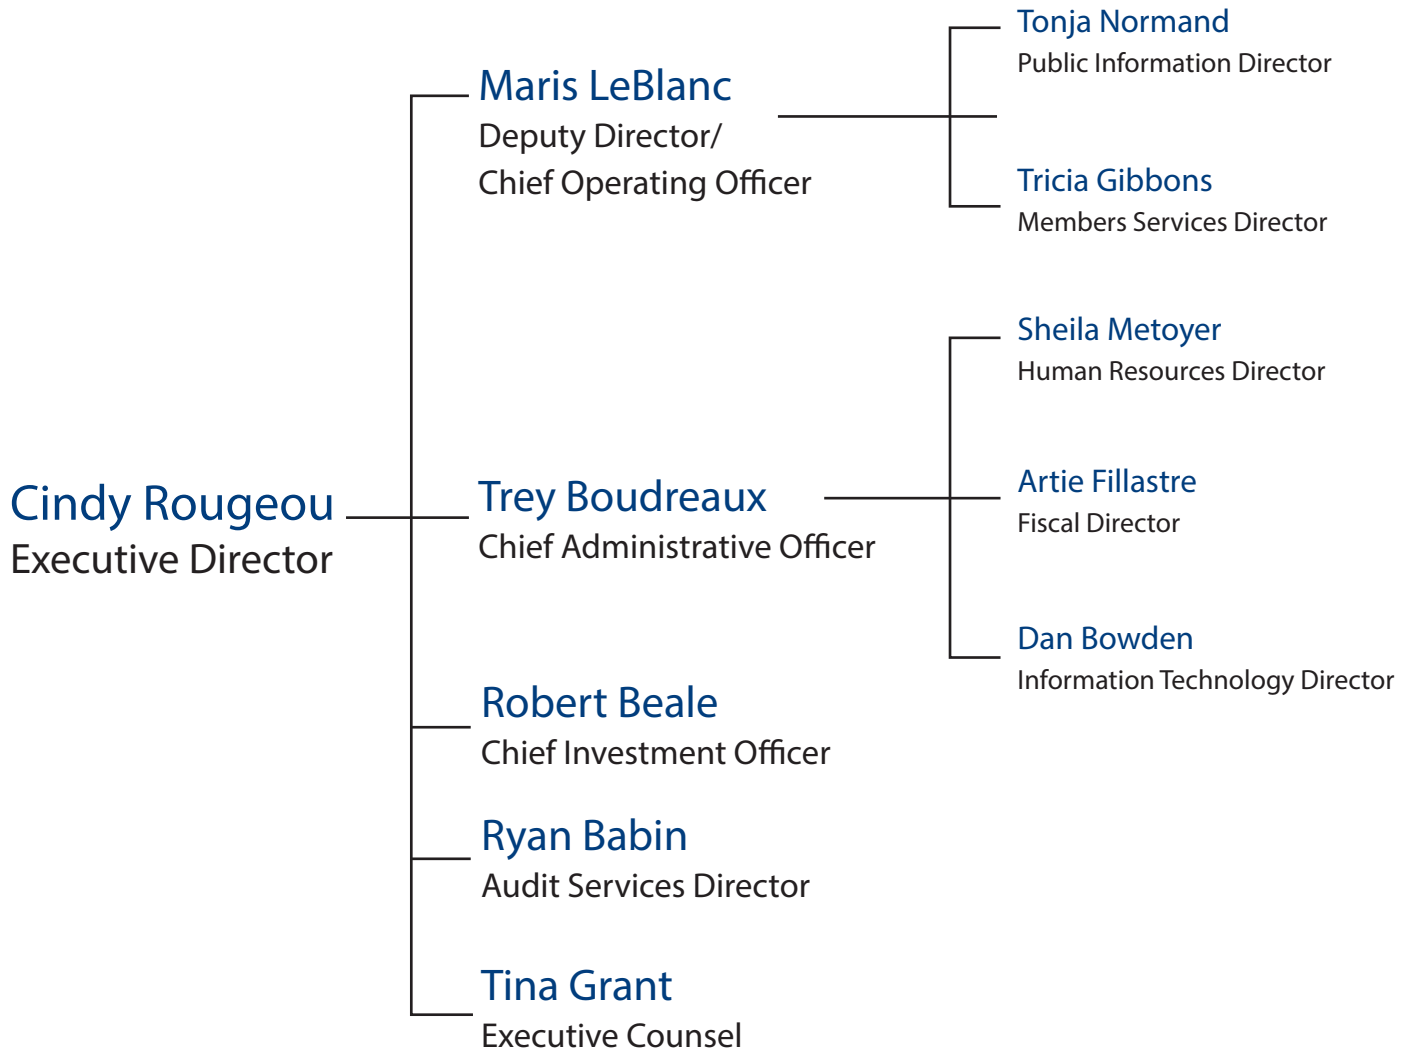 Cindy Rougeou
Executive Director
Maris LeBlanc
Deputy Director/
Chief Operating Officer
Tonja Normand
Public Information Director
Tricia Gibbons
Members Services Director
Trey Boudreaux
Chief Administrative Officer
Sheila Metoyer
Human Resources Director
Artie Fillastre
Fiscal Director
Dan Bowden
Information Technology Director
Robert Beale
Chief Investment Officer
Ryan Babin
Audit Services Director
Tina Grant
Executive Counsel